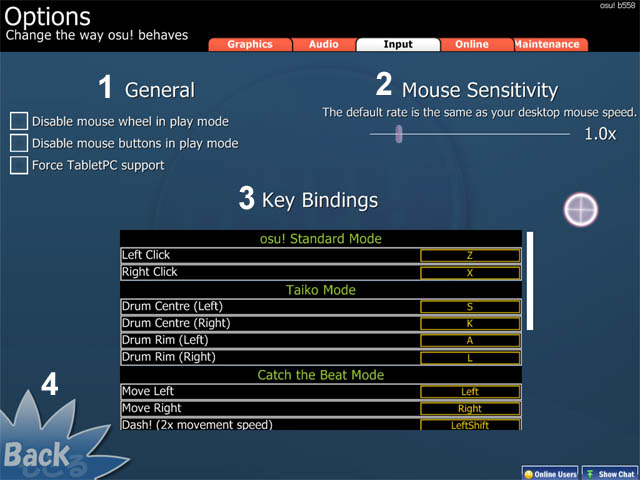 osu! b558
Options
Change the way osu! behaves
Graphics
Audio
Input
Online
Maintenance
1 General
Disable mouse wheel in play mode
Disable mouse buttons in play mode
Force TabletPC support
2 Mouse Sensitivity
The default rate is the same as your desktop mouse speed.
1.0x
3 Key Bindings
osu! Standard Mode
Left Click Z
Right Click X
Taiko Mode
Drum Centre (Left) S
Drum Centre (Right) K
Drum Rim (Left) A
Drum Rim (Right) L
Catch the Beat Mode
Move Left Left
Move Right Right
Dash! (2x movement speed) LeftShift
4
Back
Online Users
Show Chat